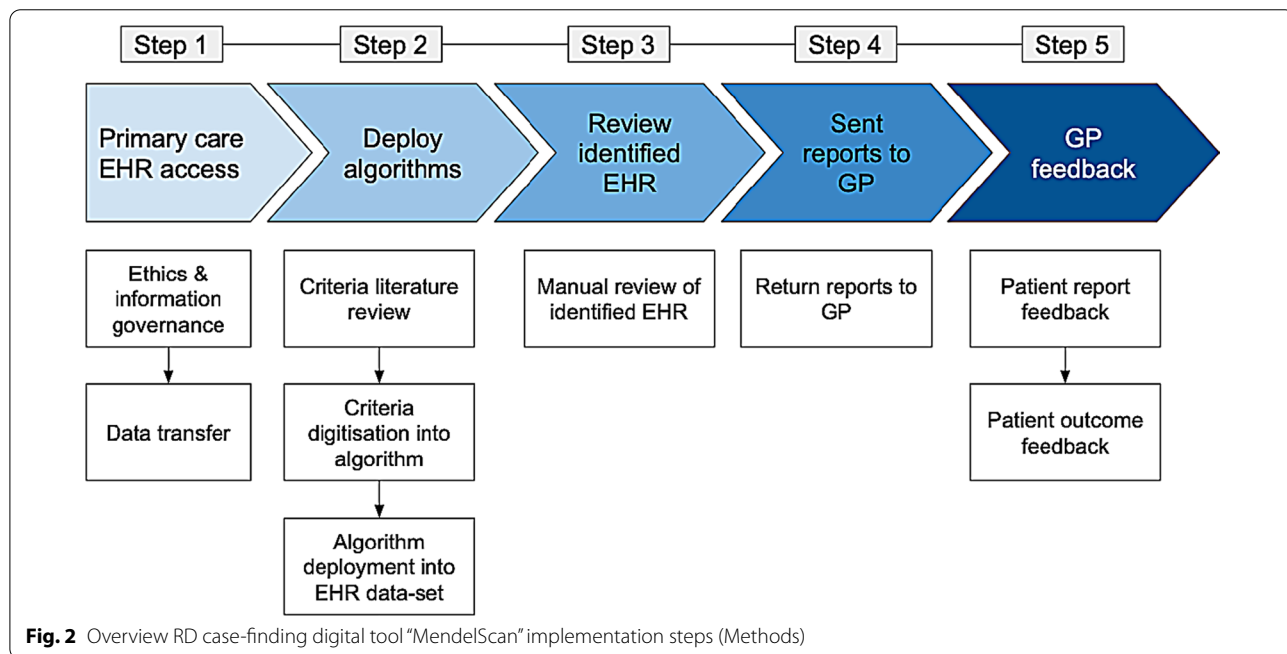 Step 1
Step 2
Step 3
Step 4
Step 5
Primary care
EHR access
Deploy
algorithms
Review
identified
EHR
Sent
reports to
GP
GP
feedback
Ethics &
information
governance
Data transfer
Criteria literature
review
Criteria
digitisation into
algorithm
Algorithm
deployment into
EHR data-set
Manual review of
identified EHR
Return reports to
GP
Patient report
feedback
Patient outcome
feedback
Fig. 2 Overview RD case-finding digital tool “MendelScan” implementation steps (Methods)